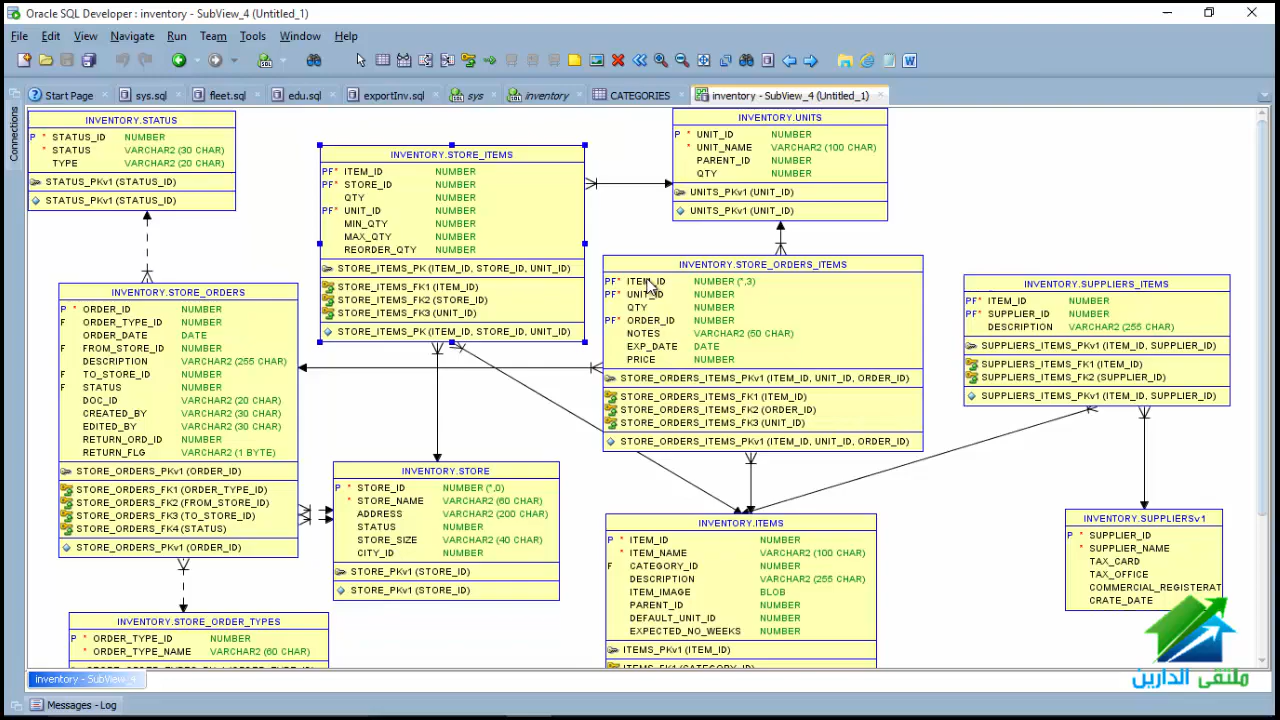 Oracle SQL Developer : inventory - SubView_4 (Untitled_1)
File Edit View Navigate Run Team Tools Window Help
Start Page sys.sql fleet.sql edu.sql exportInv.sql sys inventory CATEGORIES inventory - SubView_4 (Untitled_1)
Connections
INVENTORY.STATUS
P * STATUS_ID NUMBER
* STATUS VARCHAR2 (30 CHAR)
TYPE VARCHAR2 (20 CHAR)
STATUS_PKv1 (STATUS_ID)
STATUS_PKv1 (STATUS_ID)
INVENTORY.STORE_ITEMS
PF* ITEM_ID NUMBER
PF* STORE_ID NUMBER
QTY NUMBER
PF* UNIT_ID NUMBER
MIN_QTY NUMBER
MAX_QTY NUMBER
REORDER_QTY NUMBER
STORE_ITEMS_PK (ITEM_ID, STORE_ID, UNIT_ID)
STORE_ITEMS_FK1 (ITEM_ID)
STORE_ITEMS_FK2 (STORE_ID)
STORE_ITEMS_FK3 (UNIT_ID)
STORE_ITEMS_PK (ITEM_ID, STORE_ID, UNIT_ID)
INVENTORY.UNITS
P * UNIT_ID NUMBER
* UNIT_NAME VARCHAR2 (100 CHAR)
PARENT_ID NUMBER
QTY NUMBER
UNITS_PKv1 (UNIT_ID)
UNITS_PKv1 (UNIT_ID)
INVENTORY.STORE_ORDERS
P * ORDER_ID NUMBER
F ORDER_TYPE_ID NUMBER
ORDER_DATE DATE
F FROM_STORE_ID NUMBER
DESCRIPTION VARCHAR2 (255 CHAR)
F TO_STORE_ID NUMBER
F STATUS NUMBER
DOC_ID VARCHAR2 (20 CHAR)
CREATED_BY VARCHAR2 (30 CHAR)
EDITED_BY VARCHAR2 (30 CHAR)
RETURN_ORD_ID NUMBER
RETURN_FLG VARCHAR2 (1 BYTE)
STORE_ORDERS_PKv1 (ORDER_ID)
STORE_ORDERS_FK1 (ORDER_TYPE_ID)
STORE_ORDERS_FK2 (FROM_STORE_ID)
STORE_ORDERS_FK3 (TO_STORE_ID)
STORE_ORDERS_FK4 (STATUS)
STORE_ORDERS_PKv1 (ORDER_ID)
INVENTORY.STORE_ORDERS_ITEMS
PF* ITEM_ID NUMBER (*,3)
PF* UNIT_ID NUMBER
QTY NUMBER
PF* ORDER_ID NUMBER
NOTES VARCHAR2 (50 CHAR)
EXP_DATE DATE
PRICE NUMBER
STORE_ORDERS_ITEMS_PKv1 (ITEM_ID, UNIT_ID, ORDER_ID)
STORE_ORDERS_ITEMS_FK1 (ITEM_ID)
STORE_ORDERS_ITEMS_FK2 (ORDER_ID)
STORE_ORDERS_ITEMS_FK3 (UNIT_ID)
STORE_ORDERS_ITEMS_PKv1 (ITEM_ID, UNIT_ID, ORDER_ID)
INVENTORY.SUPPLIERS_ITEMS
PF* ITEM_ID NUMBER
PF* SUPPLIER_ID NUMBER
DESCRIPTION VARCHAR2 (255 CHAR)
SUPPLIERS_ITEMS_PKv1 (ITEM_ID, SUPPLIER_ID)
SUPPLIERS_ITEMS_FK1 (ITEM_ID)
SUPPLIERS_ITEMS_FK2 (SUPPLIER_ID)
SUPPLIERS_ITEMS_PKv1 (ITEM_ID, SUPPLIER_ID)
INVENTORY.STORE
P * STORE_ID NUMBER (*,0)
* STORE_NAME VARCHAR2 (60 CHAR)
ADDRESS VARCHAR2 (200 CHAR)
STATUS NUMBER
STORE_SIZE VARCHAR2 (40 CHAR)
CITY_ID NUMBER
STORE_PKv1 (STORE_ID)
STORE_PKv1 (STORE_ID)
INVENTORY.ITEMS
P * ITEM_ID NUMBER
* ITEM_NAME VARCHAR2 (100 CHAR)
F CATEGORY_ID NUMBER
DESCRIPTION VARCHAR2 (255 CHAR)
ITEM_IMAGE BLOB
PARENT_ID NUMBER
DEFAULT_UNIT_ID NUMBER
EXPECTED_NO_WEEKS NUMBER
ITEMS_PKv1 (ITEM_ID)
ITEMS_FK1 (CATEGORY_ID)
INVENTORY.SUPPLIERSv1
P * SUPPLIER_ID
* SUPPLIER_NAME
TAX_CARD
TAX_OFFICE
COMMERCIAL_REGISTERAT
CRATE_DATE
INVENTORY.STORE_ORDER_TYPES
P * ORDER_TYPE_ID NUMBER
* ORDER_TYPE_NAME VARCHAR2 (60 CHAR)
ملتقى الدارين
inventory - SubView_4
Messages - Log